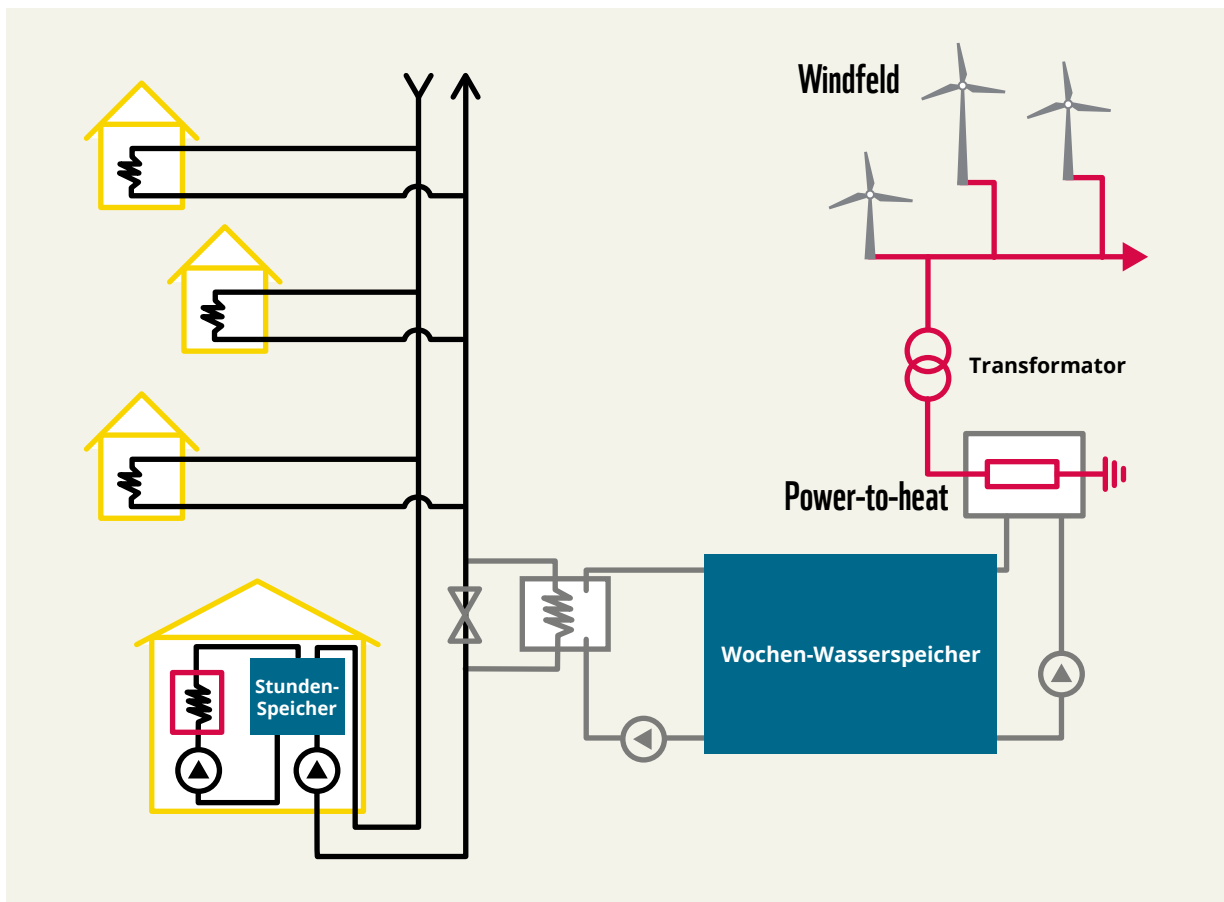 Windfeld
Transformator
Power-to-heat
Wochen-Wasserspeicher
Stunden-
Speicher